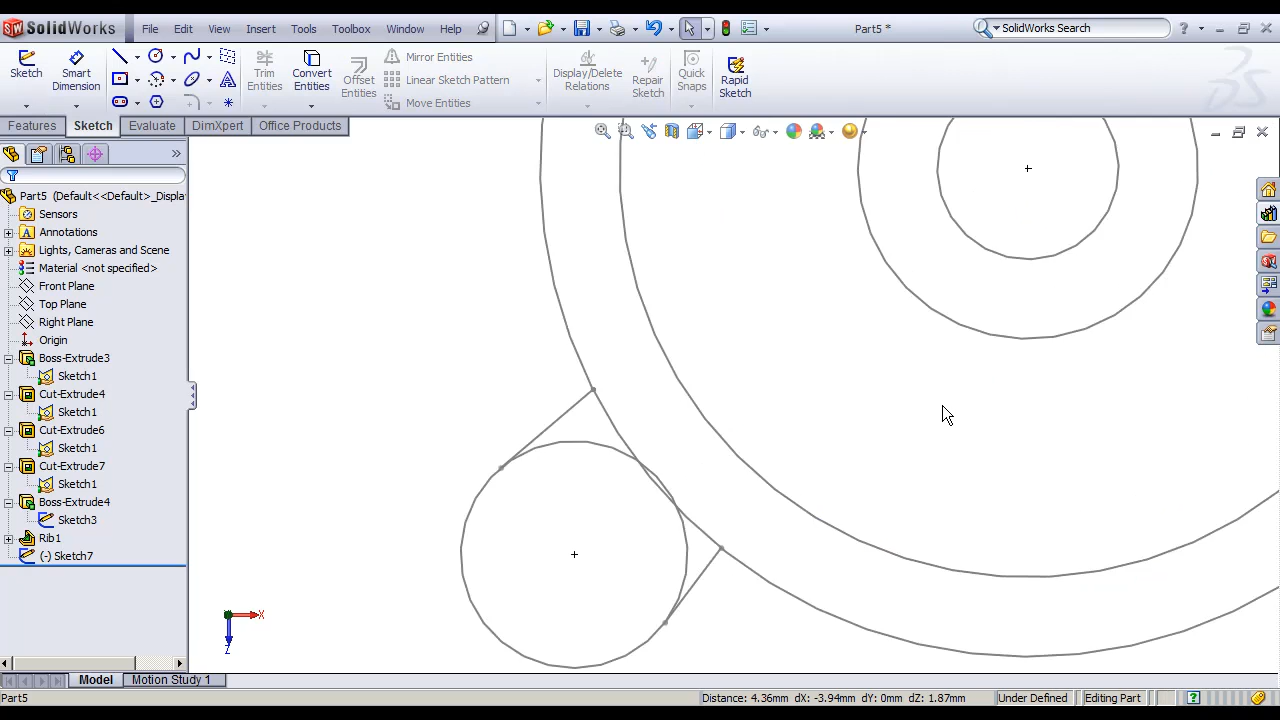 SolidWorks File Edit View Insert Tools Toolbox Window Help Part5 * SolidWorks Search ?
Sketch Smart Dimension Trim Entities Convert Entities Offset Entities Mirror Entities Linear Sketch Pattern Move Entities Display/Delete Relations Repair Sketch Quick Snaps Rapid Sketch
Features Sketch Evaluate DimXpert Office Products
Part5 (Default<<Default>_Displa
Sensors
Annotations
Lights, Cameras and Scene
Material <not specified>
Front Plane
Top Plane
Right Plane
Origin
Boss-Extrude3
Sketch1
Cut-Extrude4
Sketch1
Cut-Extrude6
Sketch1
Cut-Extrude7
Sketch1
Boss-Extrude4
Sketch3
Rib1
(-) Sketch7
X
Z
Model Motion Study 1
Part5 Distance: 4.36mm dX: -3.94mm dY: 0mm dZ: 1.87mm Under Defined Editing Part ?